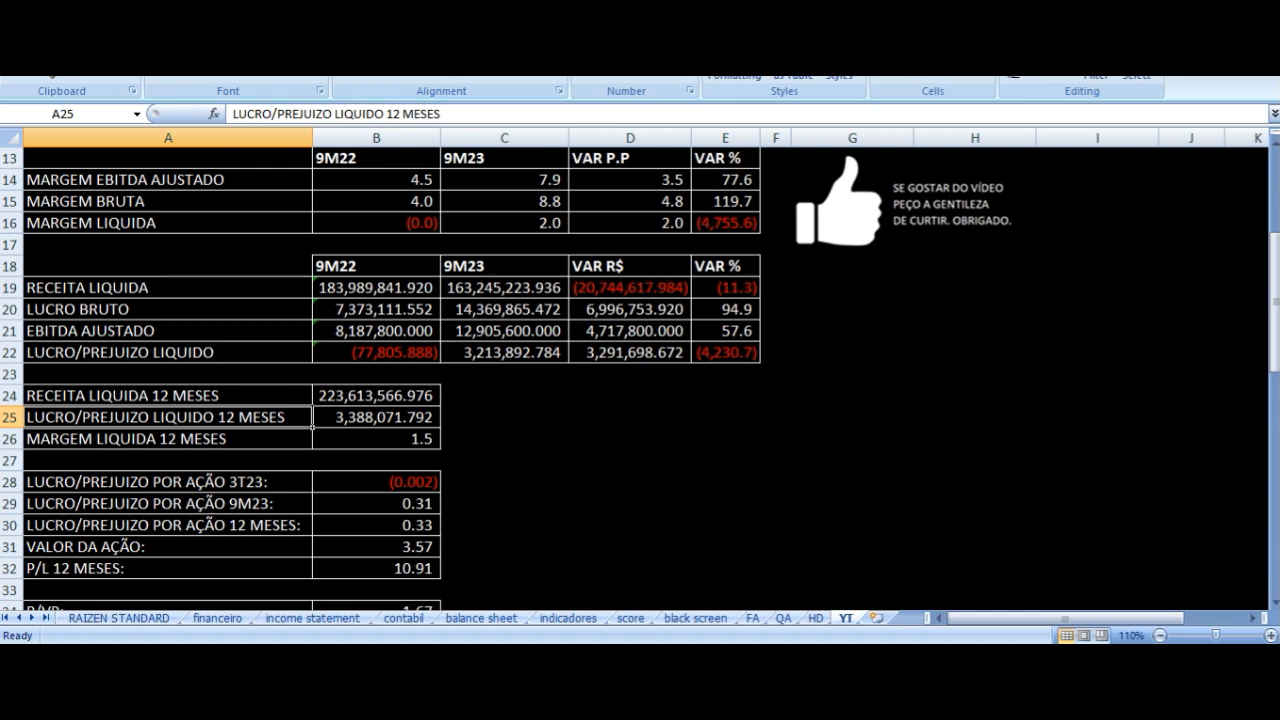 Clipboard Font Alignment Number Styles Cells Editing
A25 fx LUCRO/PREJUIZO LIQUIDO 12 MESES
A B C D E F G H I J K
13 9M22 9M23 VAR P.P VAR %
14 MARGEM EBITDA AJUSTADO 4.5 7.9 3.5 77.6
15 MARGEM BRUTA 4.0 8.8 4.8 119.7
16 MARGEM LIQUIDA (0.0) 2.0 2.0 (4,755.6)
SE GOSTAR DO VÍDEO
PEÇO A GENTILEZA
DE CURTIR. OBRIGADO.
17
18 9M22 9M23 VAR R$ VAR %
19 RECEITA LIQUIDA 183,989,841.920 163,245,223.936 (20,744,617.984) (11.3)
20 LUCRO BRUTO 7,373,111.552 14,369,865.472 6,996,753.920 94.9
21 EBITDA AJUSTADO 8,187,800.000 12,905,600.000 4,717,800.000 57.6
22 LUCRO/PREJUIZO LIQUIDO (77,805.888) 3,213,892.784 3,291,698.672 (4,230.7)
23
24 RECEITA LIQUIDA 12 MESES 223,613,566.976
25 LUCRO/PREJUIZO LIQUIDO 12 MESES 3,388,071.792
26 MARGEM LIQUIDA 12 MESES 1.5
27
28 LUCRO/PREJUIZO POR AÇÃO 3T23: (0.002)
29 LUCRO/PREJUIZO POR AÇÃO 9M23: 0.31
30 LUCRO/PREJUIZO POR AÇÃO 12 MESES: 0.33
31 VALOR DA AÇÃO: 3.57
32 P/L 12 MESES: 10.91
33
RAIZEN STANDARD financeiro income statement contabil balance sheet indicadores score black screen FA QA HD YT
Ready 110%